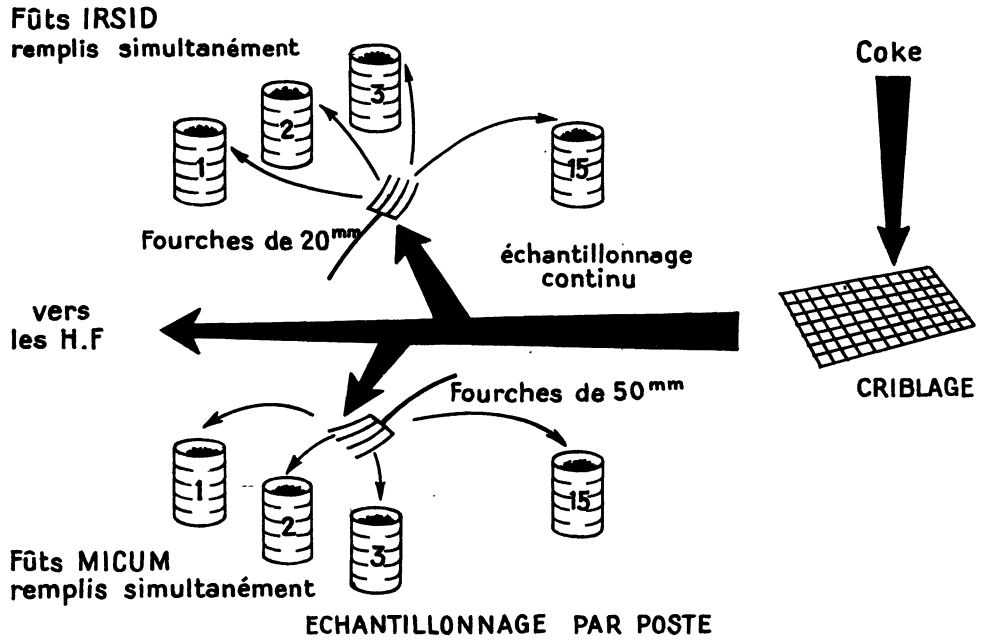 Fûts IRSID
remplis simultanément
1
2
3
15
Coke
Fourches de 20mm
échantillonnage
continu
vers
les H.F
CRIBLAGE
Fourches de 50mm
1
2
3
15
Fûts MICUM
remplis simultanément
ECHANTILLONNAGE PAR POSTE